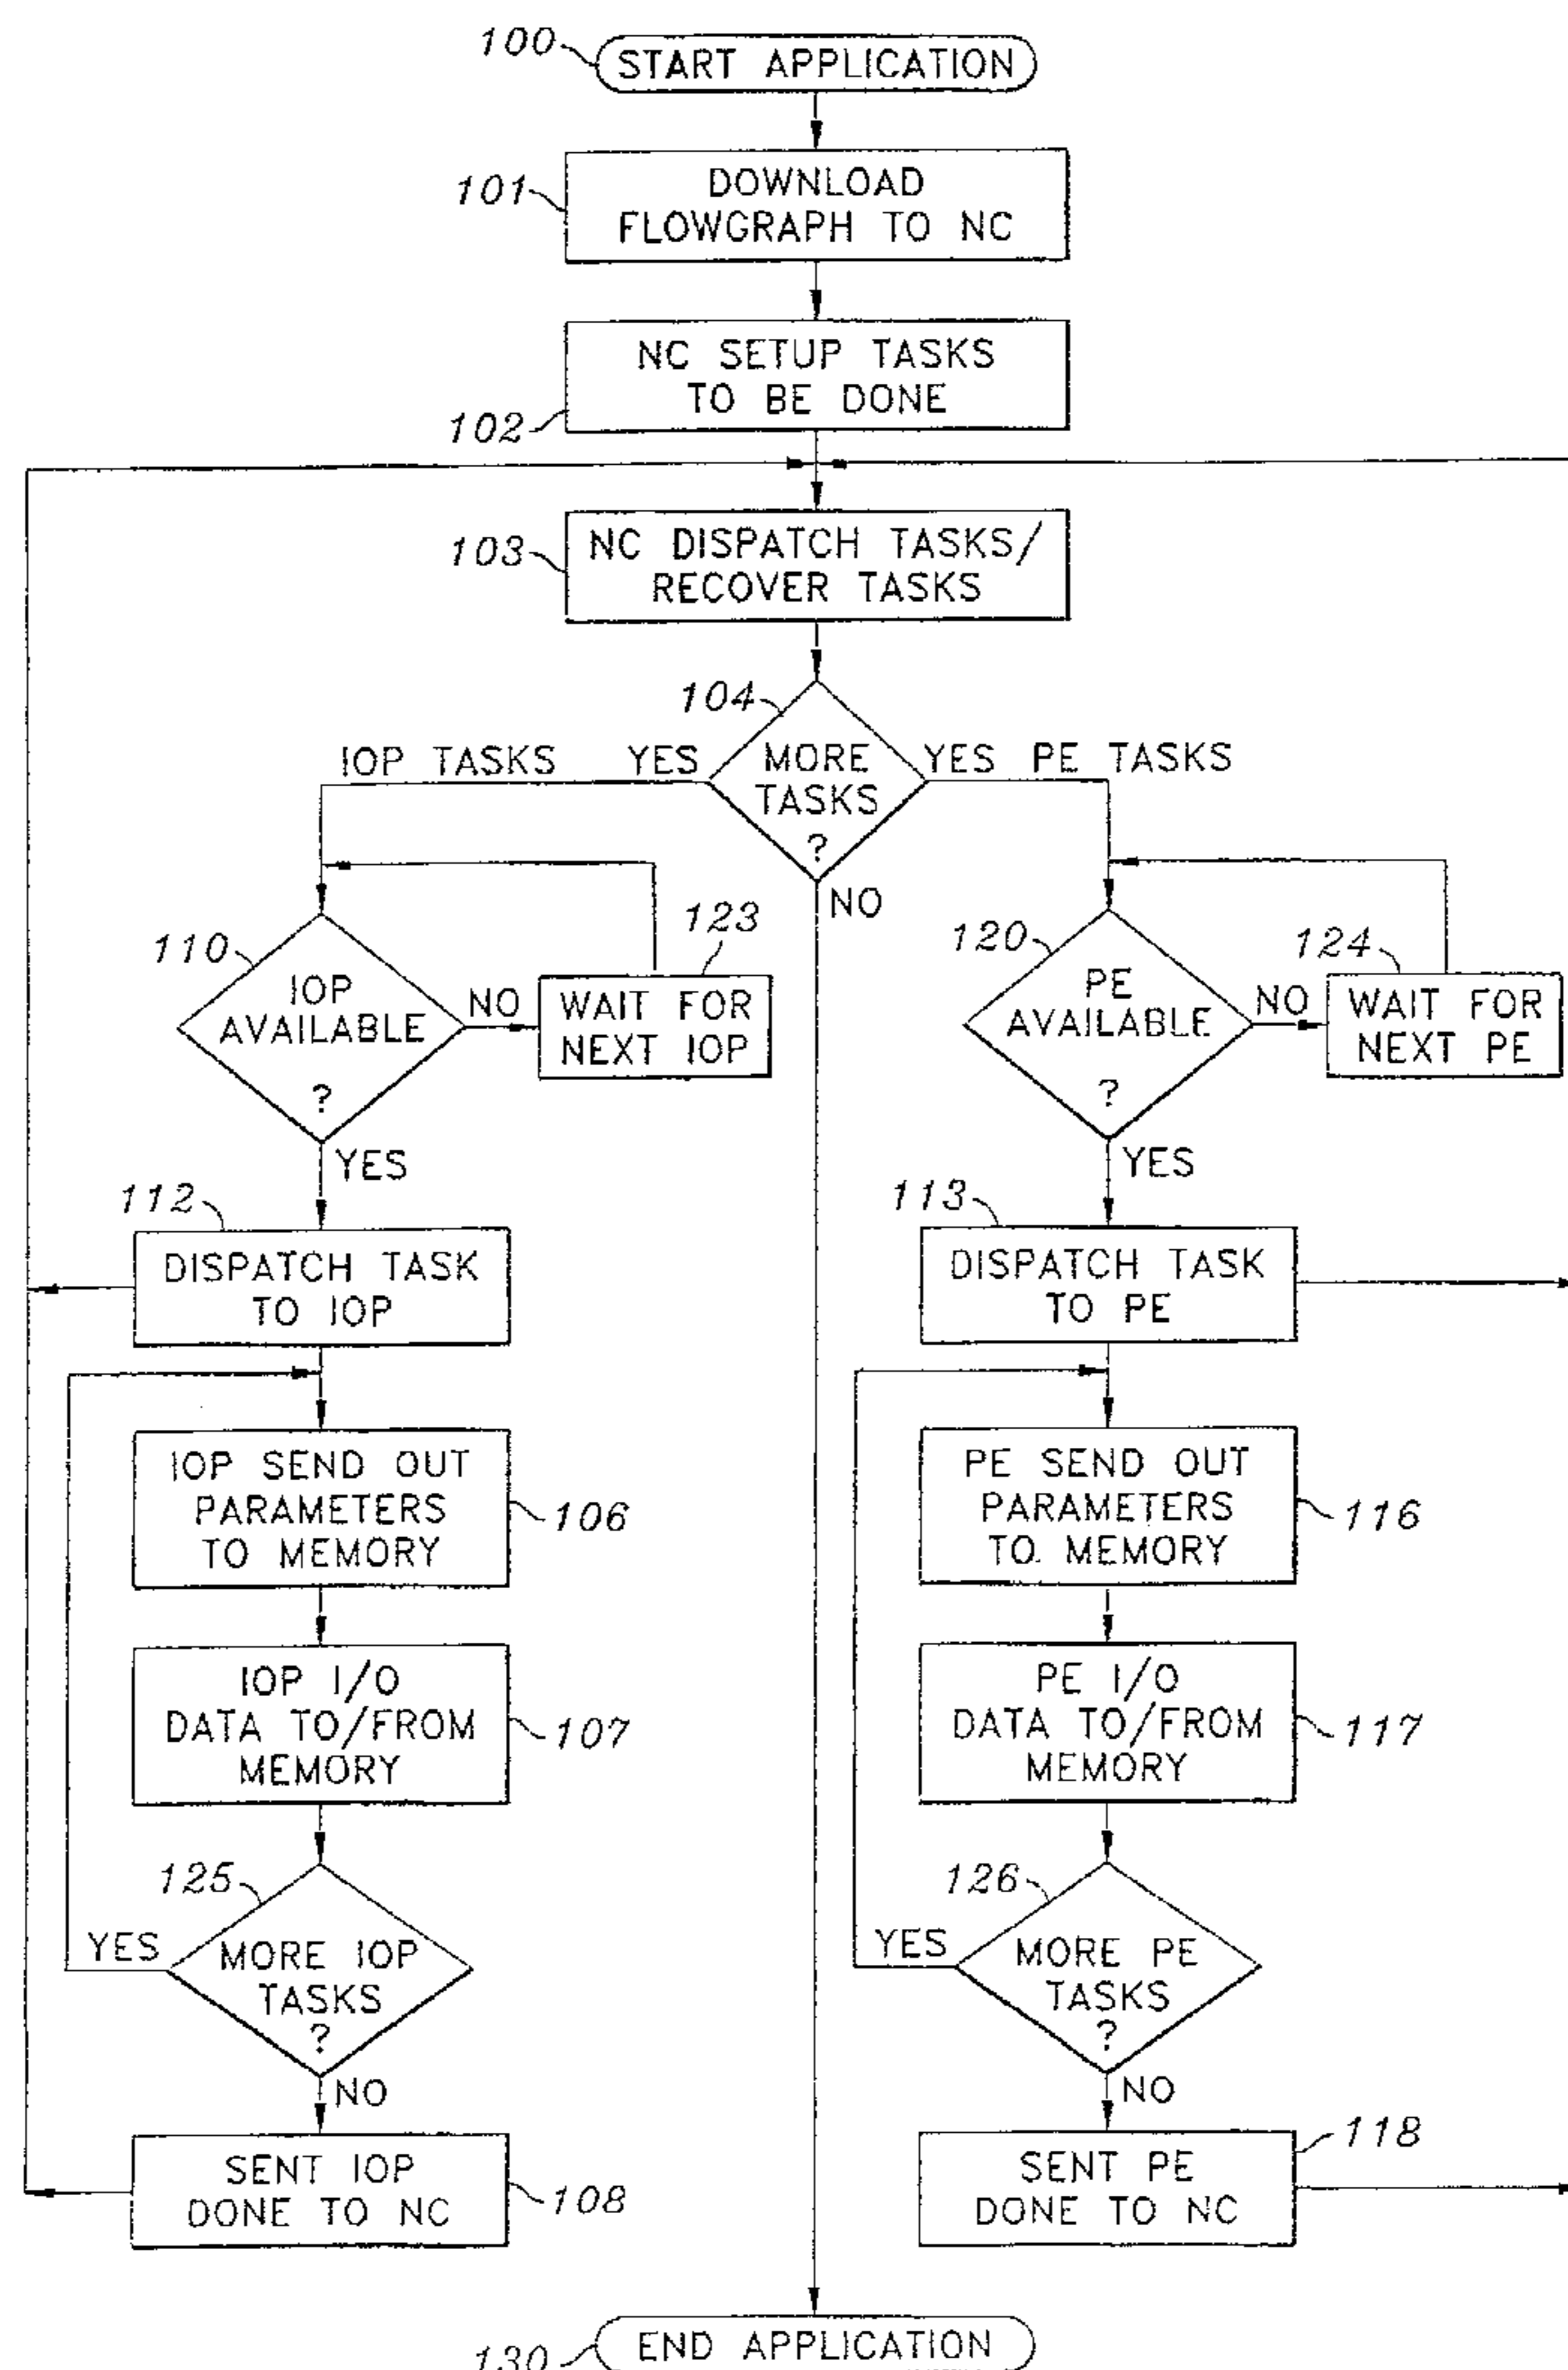 100
START APPLICATION
101
DOWNLOAD
FLOWGRAPH TO NC
NC SETUP TASKS
TO BE DONE
102
103
NC DISPATCH TASKS/
RECOVER TASKS
104
IOP TASKS YES
MORE
TASKS
?
YES PE TASKS
NO
110
IOP
AVAILABLE
?
NO
123
WAIT FOR
NEXT IOP
YES
120
PE
AVAILABLE
?
NO
124
WAIT FOR
NEXT PE
YES
112
DISPATCH TASK
TO IOP
113
DISPATCH TASK
TO PE
IOP SEND OUT
PARAMETERS
TO MEMORY
106
PE SEND OUT
PARAMETERS
TO MEMORY
116
IOP I/O
DATA TO/FROM
MEMORY
107
PE I/O
DATA TO/FROM
MEMORY
117
125
YES
MORE IOP
TASKS
?
NO
126
YES
MORE PE
TASKS
?
NO
SENT IOP
DONE TO NC
108
SENT PE
DONE TO NC
118
130
END APPLICATION